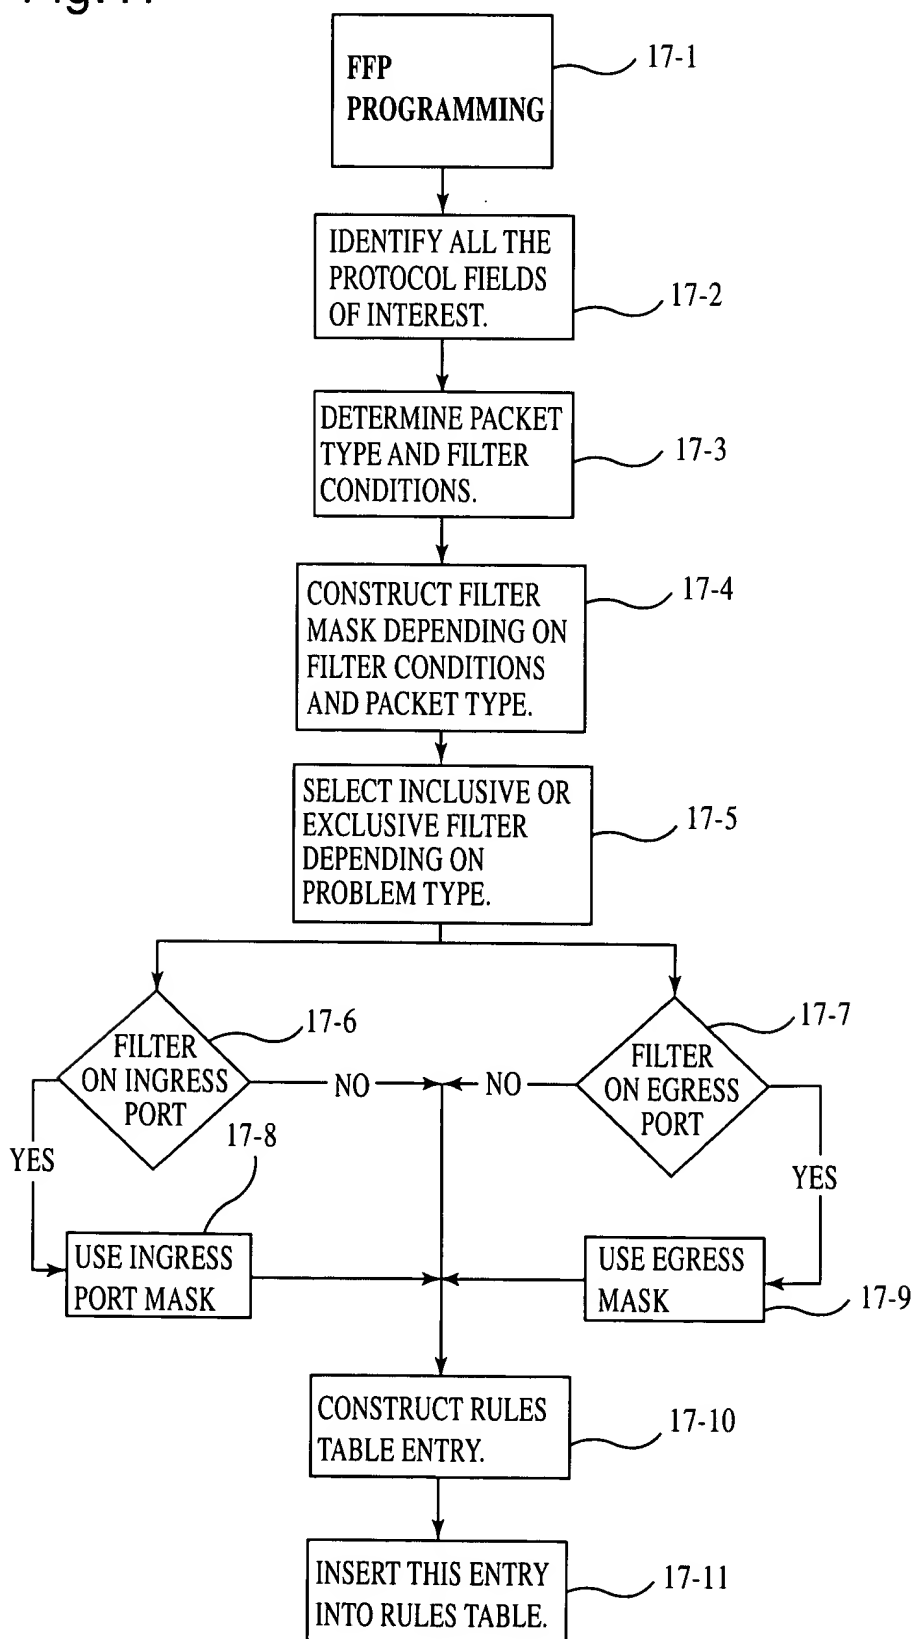 FFP
PROGRAMMING
17-1
IDENTIFY ALL THE
PROTOCOL FIELDS
OF INTEREST.
17-2
DETERMINE PACKET
TYPE AND FILTER
CONDITIONS.
17-3
CONSTRUCT FILTER
MASK DEPENDING ON
FILTER CONDITIONS
AND PACKET TYPE.
17-4
SELECT INCLUSIVE OR
EXCLUSIVE FILTER
DEPENDING ON
PROBLEM TYPE.
17-5
FILTER
ON INGRESS
PORT
17-6
FILTER
ON EGRESS
PORT
17-7
NO
NO
YES
YES
17-8
USE INGRESS
PORT MASK
USE EGRESS
MASK
17-9
CONSTRUCT RULES
TABLE ENTRY.
17-10
INSERT THIS ENTRY
INTO RULES TABLE.
17-11